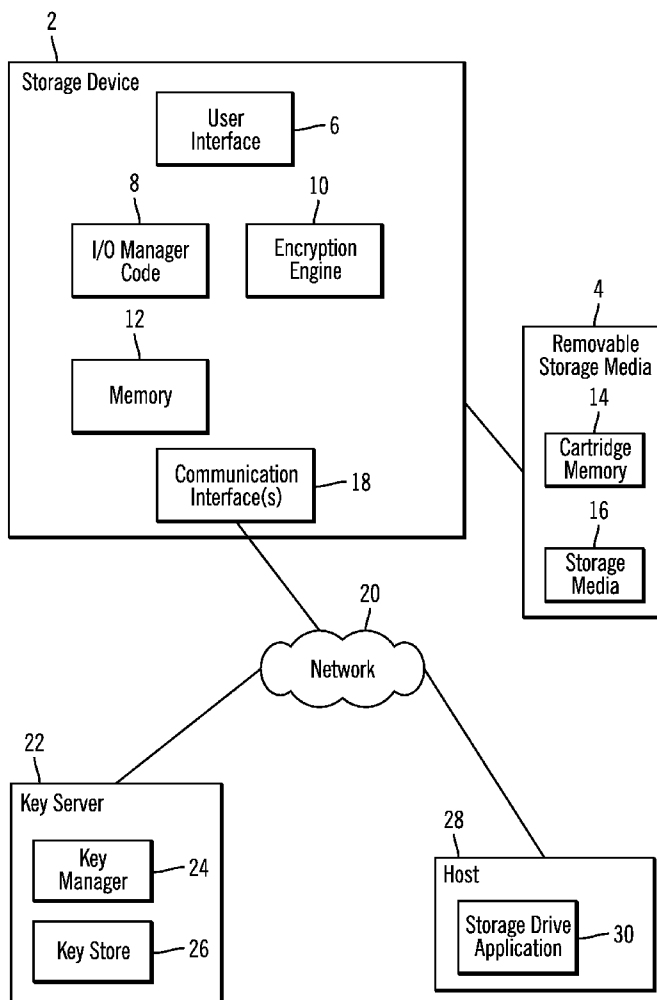 2
Storage Device
User
Interface
6
8
10
I/O Manager
Code
Encryption
Engine
12
Memory
4
Removable
Storage Media
14
Cartridge
Memory
16
Storage
Media
Communication
Interface(s)
18
20
Network
22
Key Server
Key
Manager
24
Key Store
26
28
Host
Storage Drive
Application
30